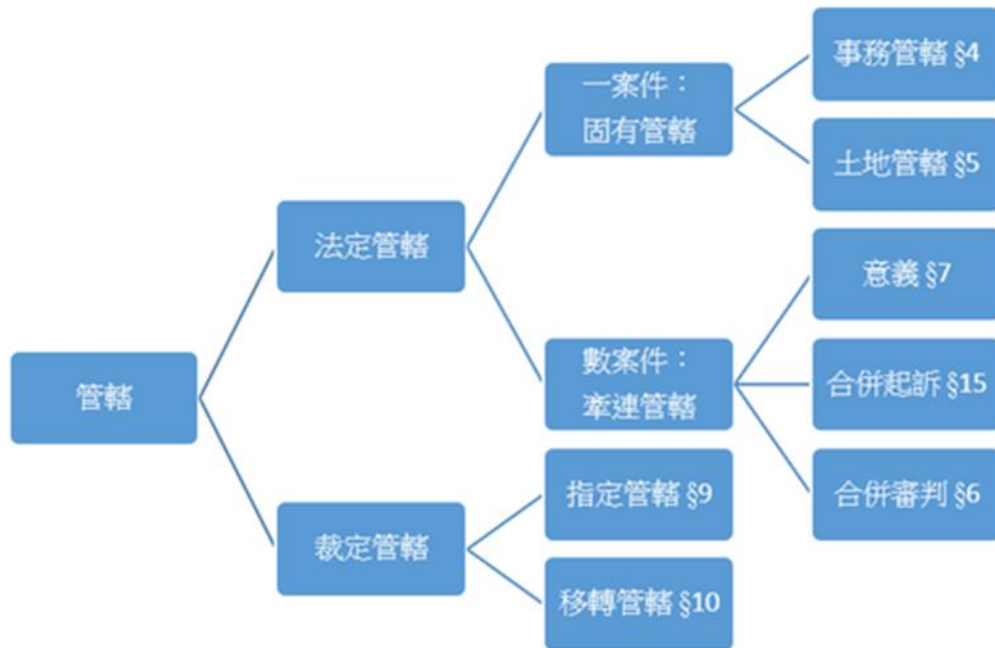 管轄
法定管轄
一案件：
固有管轄
事務管轄 §4
土地管轄 §5
數案件：
牽連管轄
意義 §7
合併起訴 §15
合併審判 §6
裁定管轄
指定管轄 §9
移轉管轄 §10